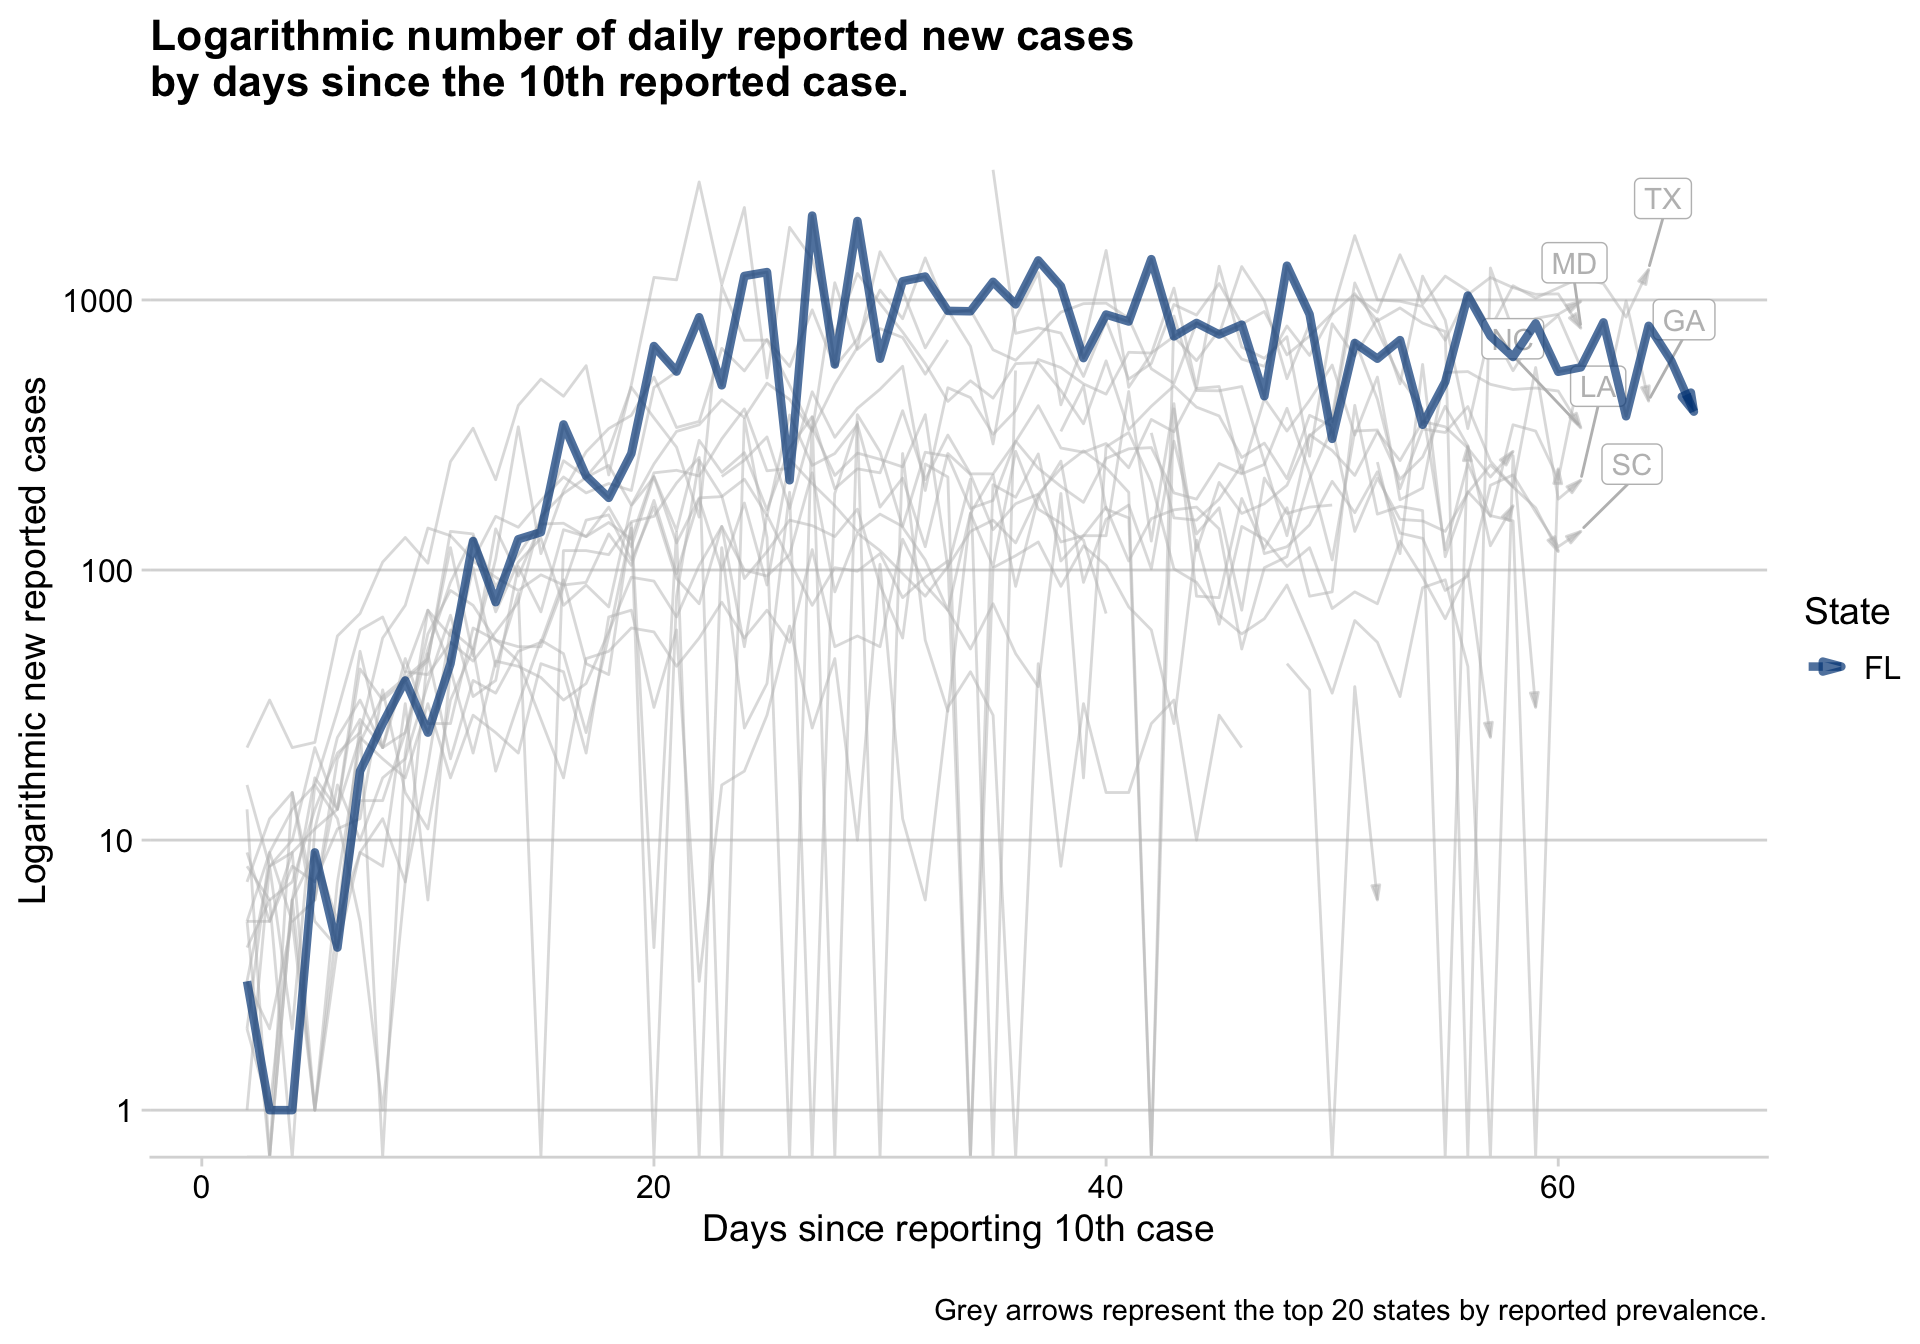 Logarithmic number of daily reported new cases
by days since the 10th reported case.
Logarithmic new reported cases
1000
100
10
1
TX
MD
GA
NC
LA
SC
State
FL
0
20
40
60
Days since reporting 10th case
Grey arrows represent the top 20 states by reported prevalence.